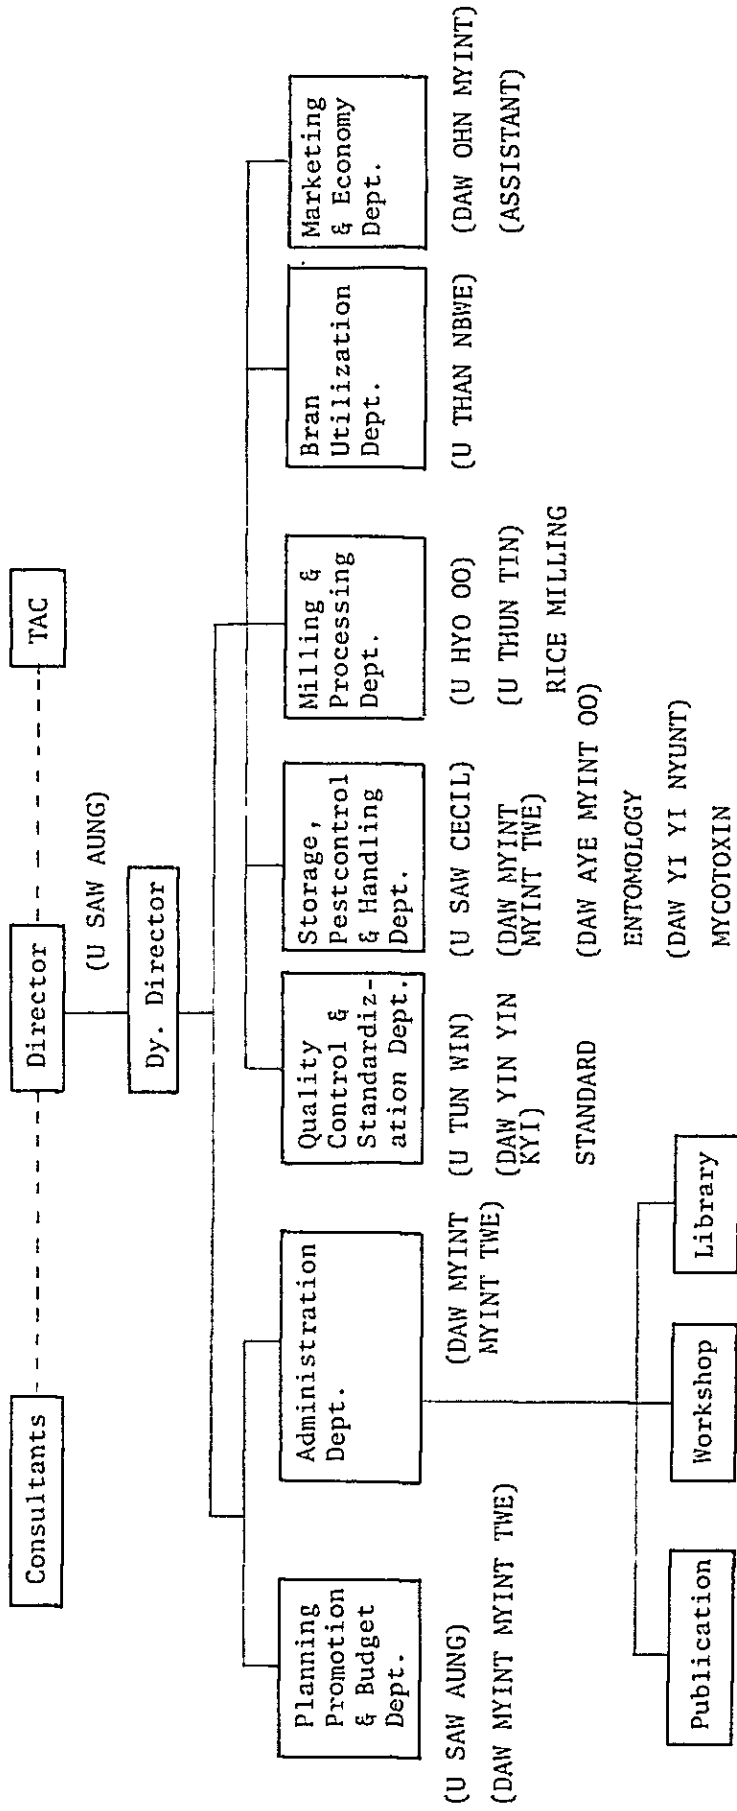 Consultants
Director
TAC
(U SAW AUNG)
Dy. Director
Planning
Promotion
& Budget
Dept.
(U SAW AUNG)
(DAW MYINT MYINT TWE)
Administration
Dept.
(DAW MYINT
MYINT TWE)
Quality
Control &
Standardiz-
ation Dept.
(U TUN WIN)
(DAW YIN YIN
KYI)
STANDARD
Storage,
Pestcontrol
& Handling
Dept.
(U SAW CECIL)
(DAW MYINT
MYINT TWE)
(DAW AYE MYINT OO)
ENTOMOLOGY
(DAW YI YI NYUNT)
MYCOTOXIN
Milling &
Processing
Dept.
(U HYO OO)
(U THUN TIN)
RICE MILLING
Bran
Utilization
Dept.
(U THAN NBWE)
Marketing
& Economy
Dept.
(DAW OHN MYINT)
(ASSISTANT)
Publication
Workshop
Library